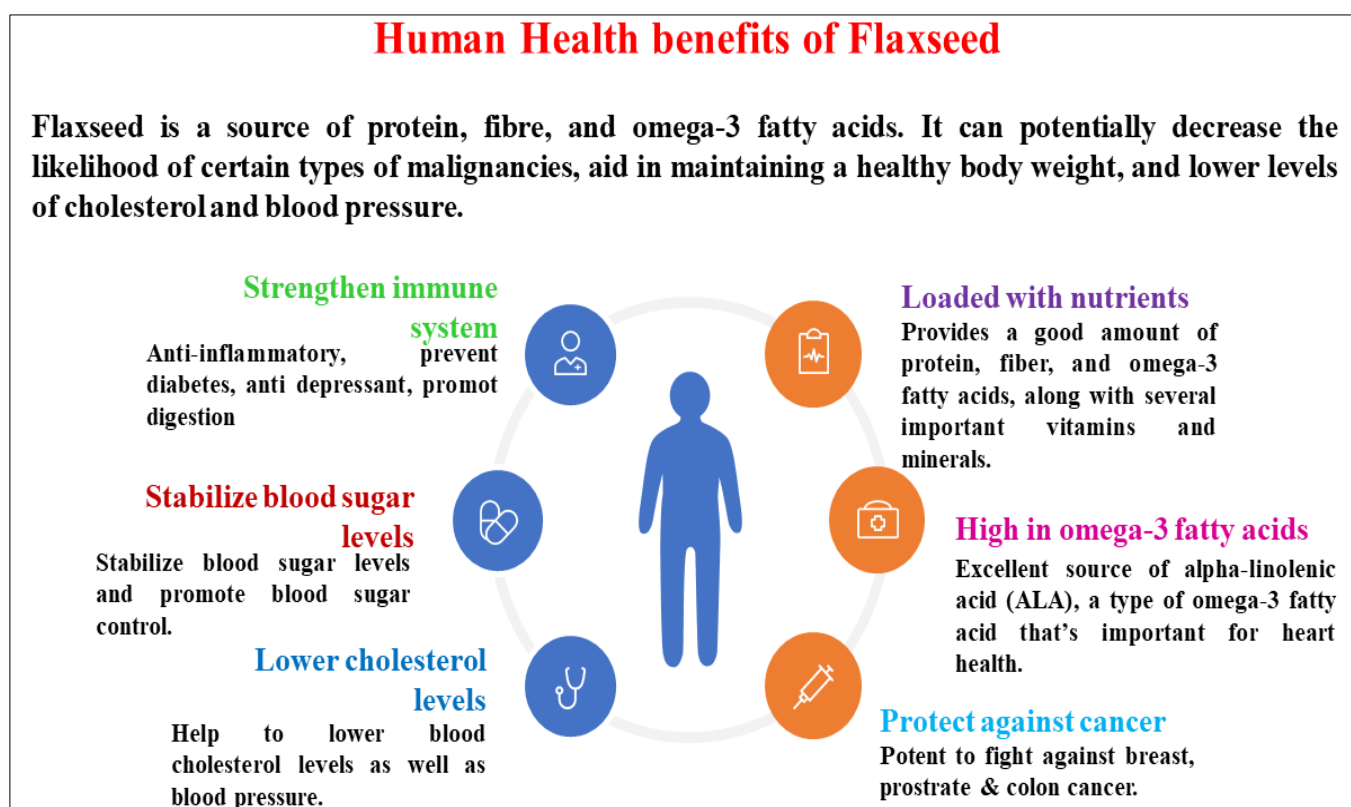 Human Health benefits of Flaxseed
Flaxseed is a source of protein, fibre, and omega-3 fatty acids. It can potentially decrease the
likelihood of certain types of malignancies, aid in maintaining a healthy body weight, and lower levels
of cholesterol and blood pressure.
Strengthen immune
system
Anti-inflammatory, prevent
diabetes, anti depressant, promot
digestion
Stabilize blood sugar
levels
Stabilize blood sugar levels
and promote blood sugar
control.
Lower cholesterol
levels
Help to lower blood
cholesterol levels as well as
blood pressure.
Loaded with nutrients
Provides a good amount of
protein, fiber, and omega-3
fatty acids, along with several
important vitamins and
minerals.
High in omega-3 fatty acids
Excellent source of alpha-linolenic
acid (ALA), a type of omega-3 fatty
acid that’s important for heart
health.
Protect against cancer
Potent to fight against breast,
prostrate & colon cancer.